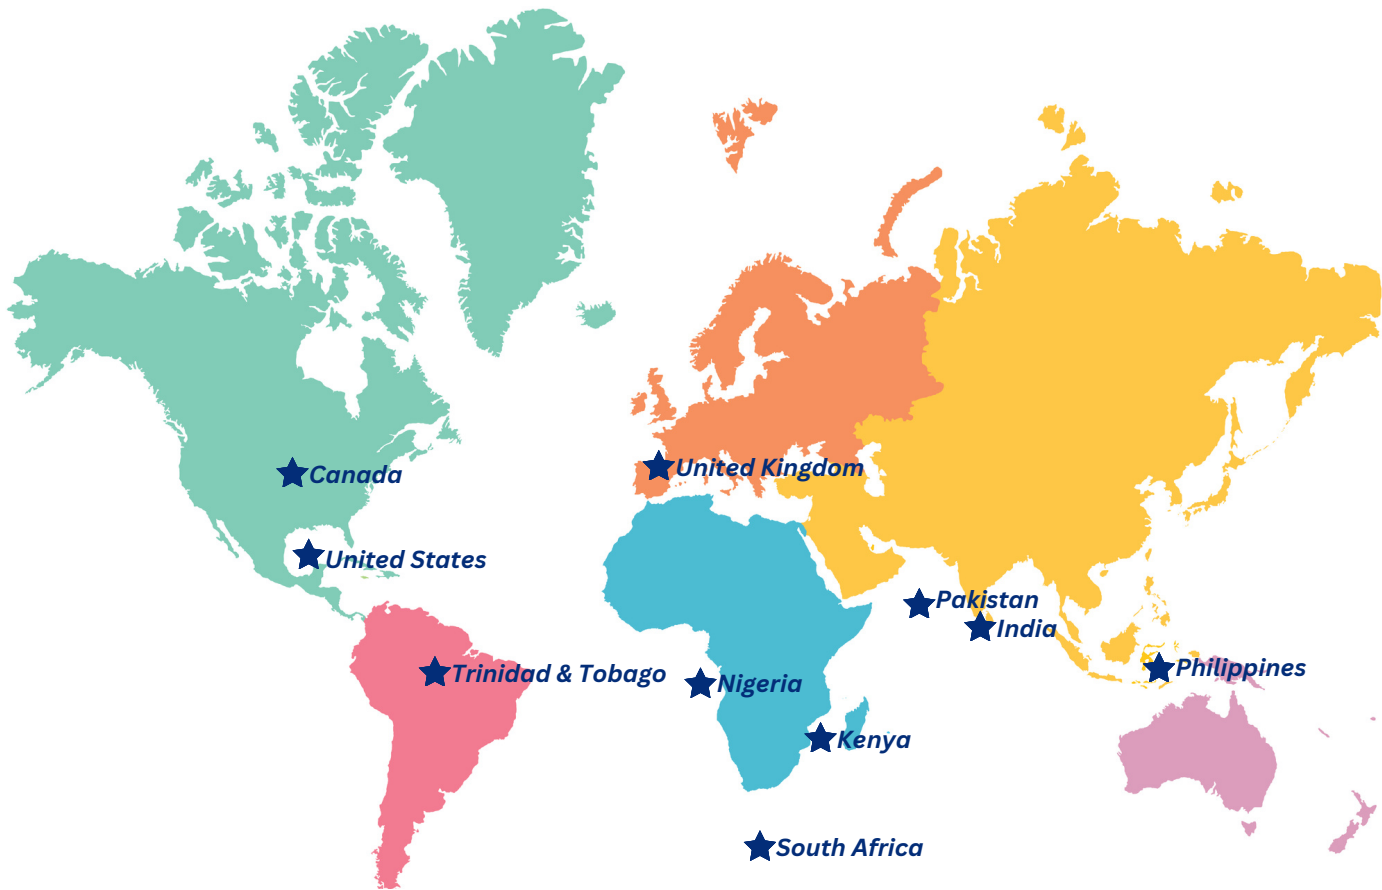 United Kingdom
Canada
United States
Pakistan
India
Philippines
Trinidad & Tobago
Nigeria
Kenya
South Africa